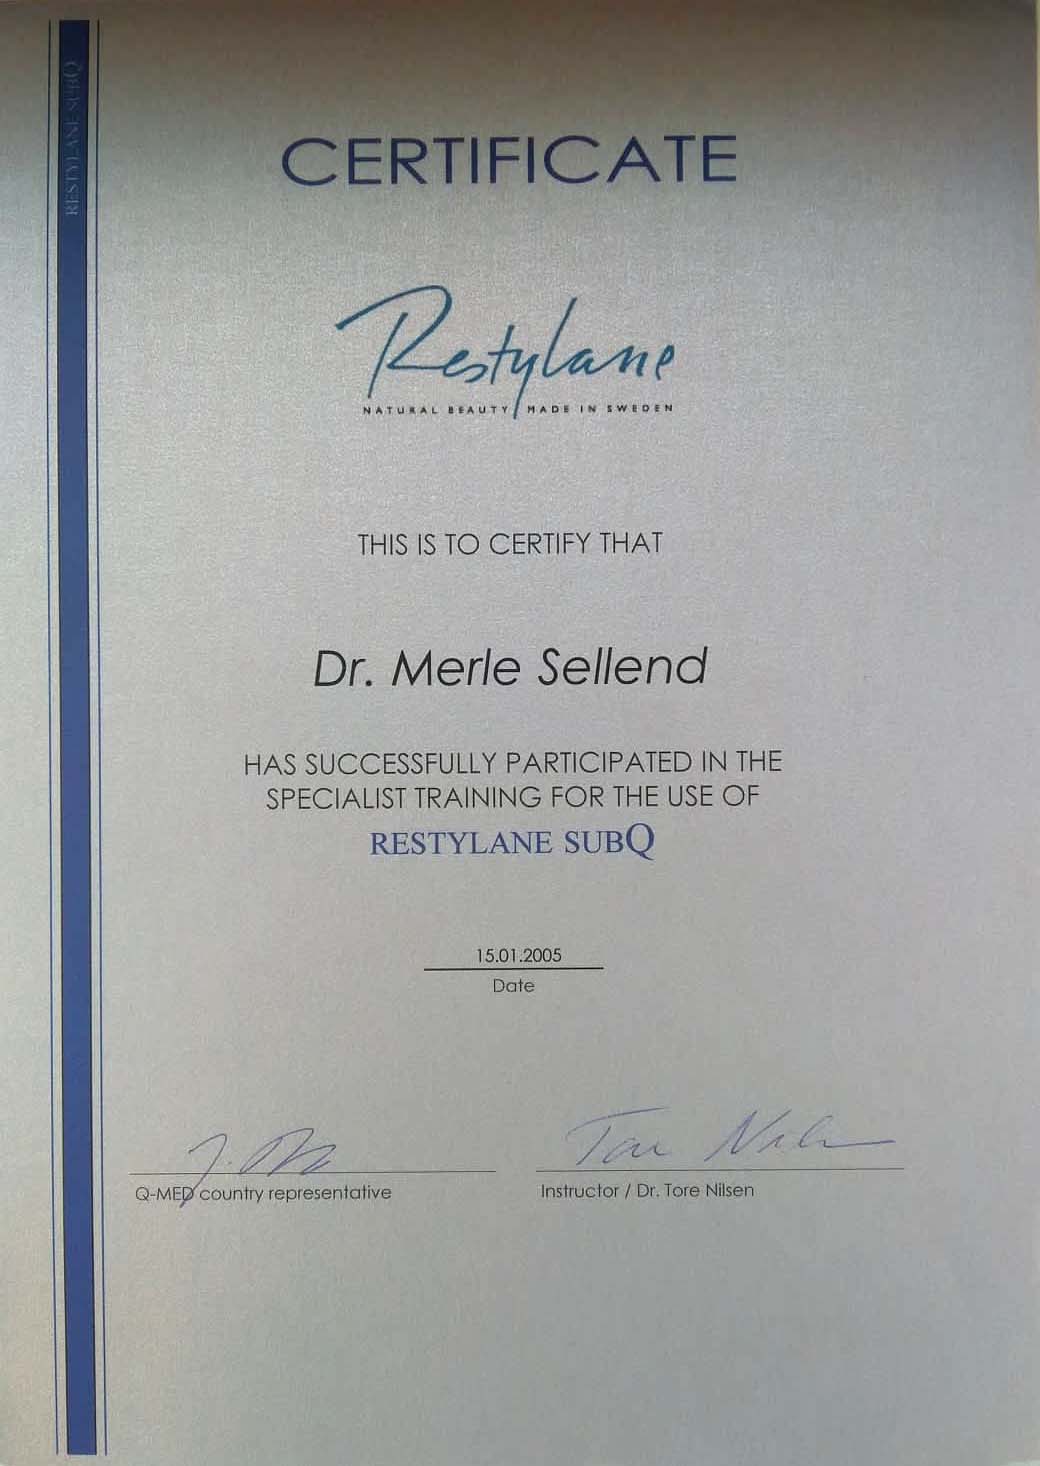 RESTYLANE SUBQ
CERTIFICATE
Restylane
NATURAL BEAUTY MADE IN SWEDEN
THIS IS TO CERTIFY THAT
Dr. Merle Sellend
HAS SUCCESSFULLY PARTICIPATED IN THE
SPECIALIST TRAINING FOR THE USE OF
RESTYLANE SUBQ
15.01.2005
Date
Q-MED country representative
Instructor / Dr. Tore Nilsen